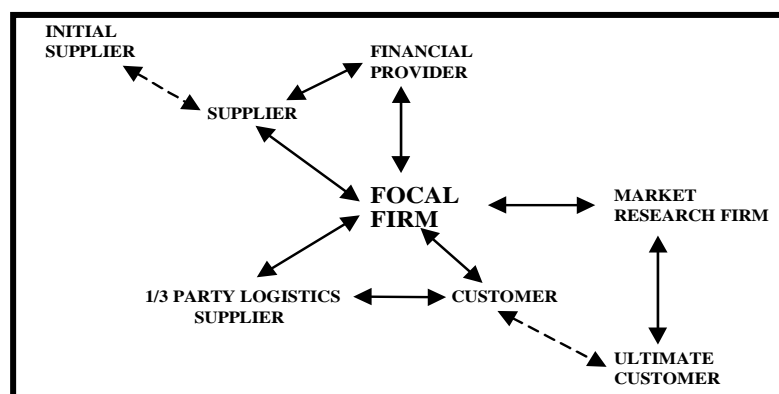 INITIAL
SUPPLIER
FINANCIAL
PROVIDER
SUPPLIER
FOCAL
FIRM
MARKET
RESEARCH FIRM
1/3 PARTY LOGISTICS
SUPPLIER
CUSTOMER
ULTIMATE
CUSTOMER